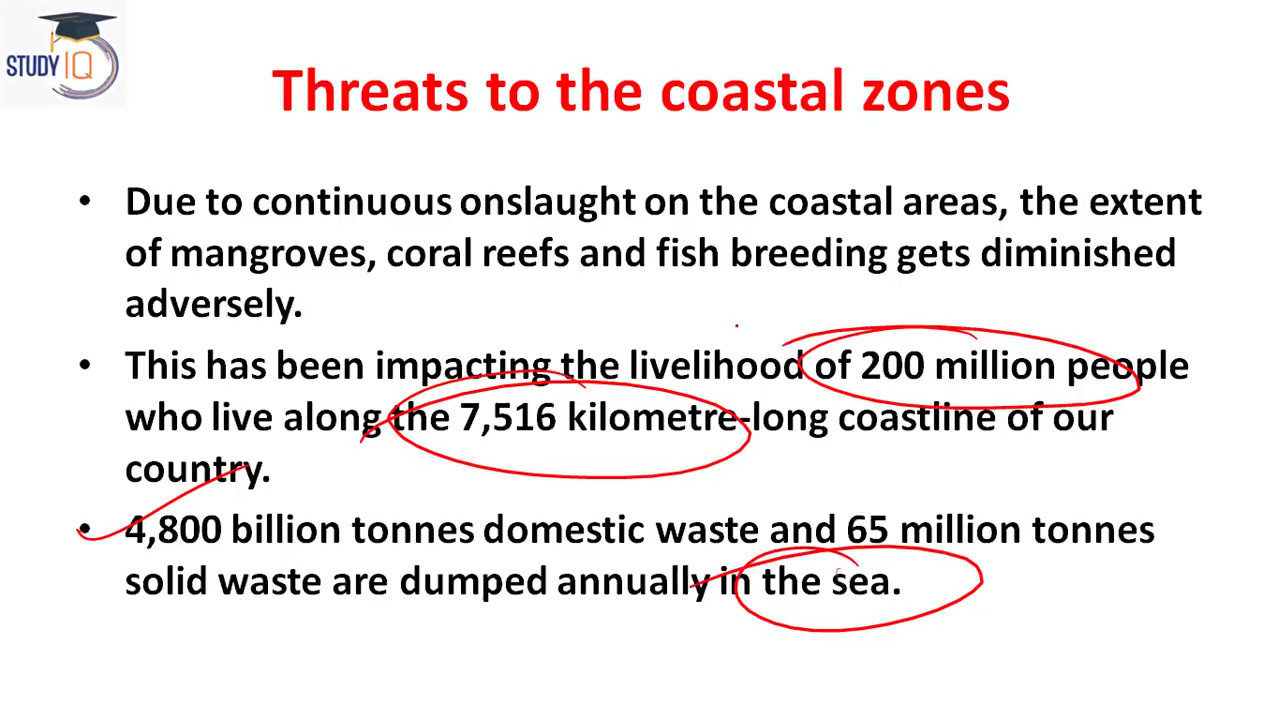 STUDY IQ
Threats to the coastal zones
• Due to continuous onslaught on the coastal areas, the extent
of mangroves, coral reefs and fish breeding gets diminished
adversely.
• This has been impacting the livelihood of 200 million people
who live along the 7,516 kilometre-long coastline of our
country.
• 4,800 billion tonnes domestic waste and 65 million tonnes
solid waste are dumped annually in the sea.